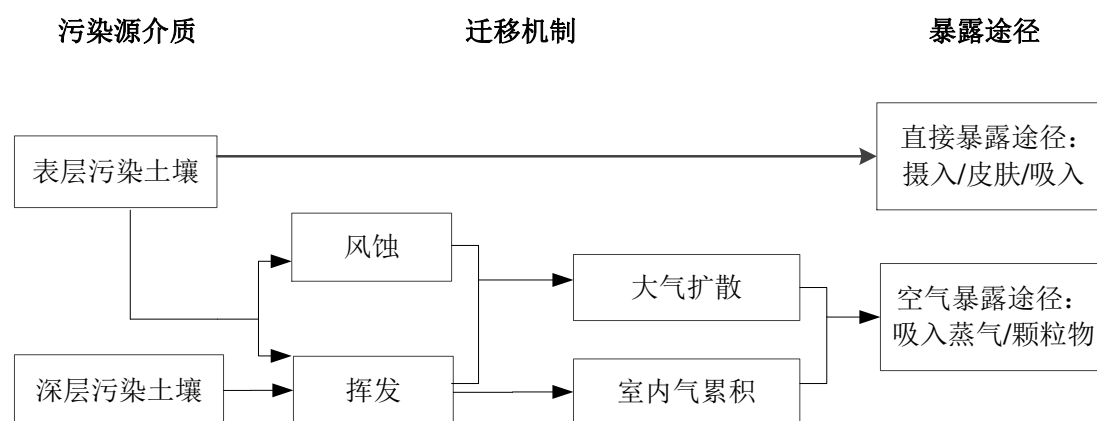 污染源介质
迁移机制
暴露途径
表层污染土壤
直接暴露途径：
摄入/皮肤/吸入
风蚀
大气扩散
空气暴露途径：
吸入蒸气/颗粒物
深层污染土壤
挥发
室内气累积